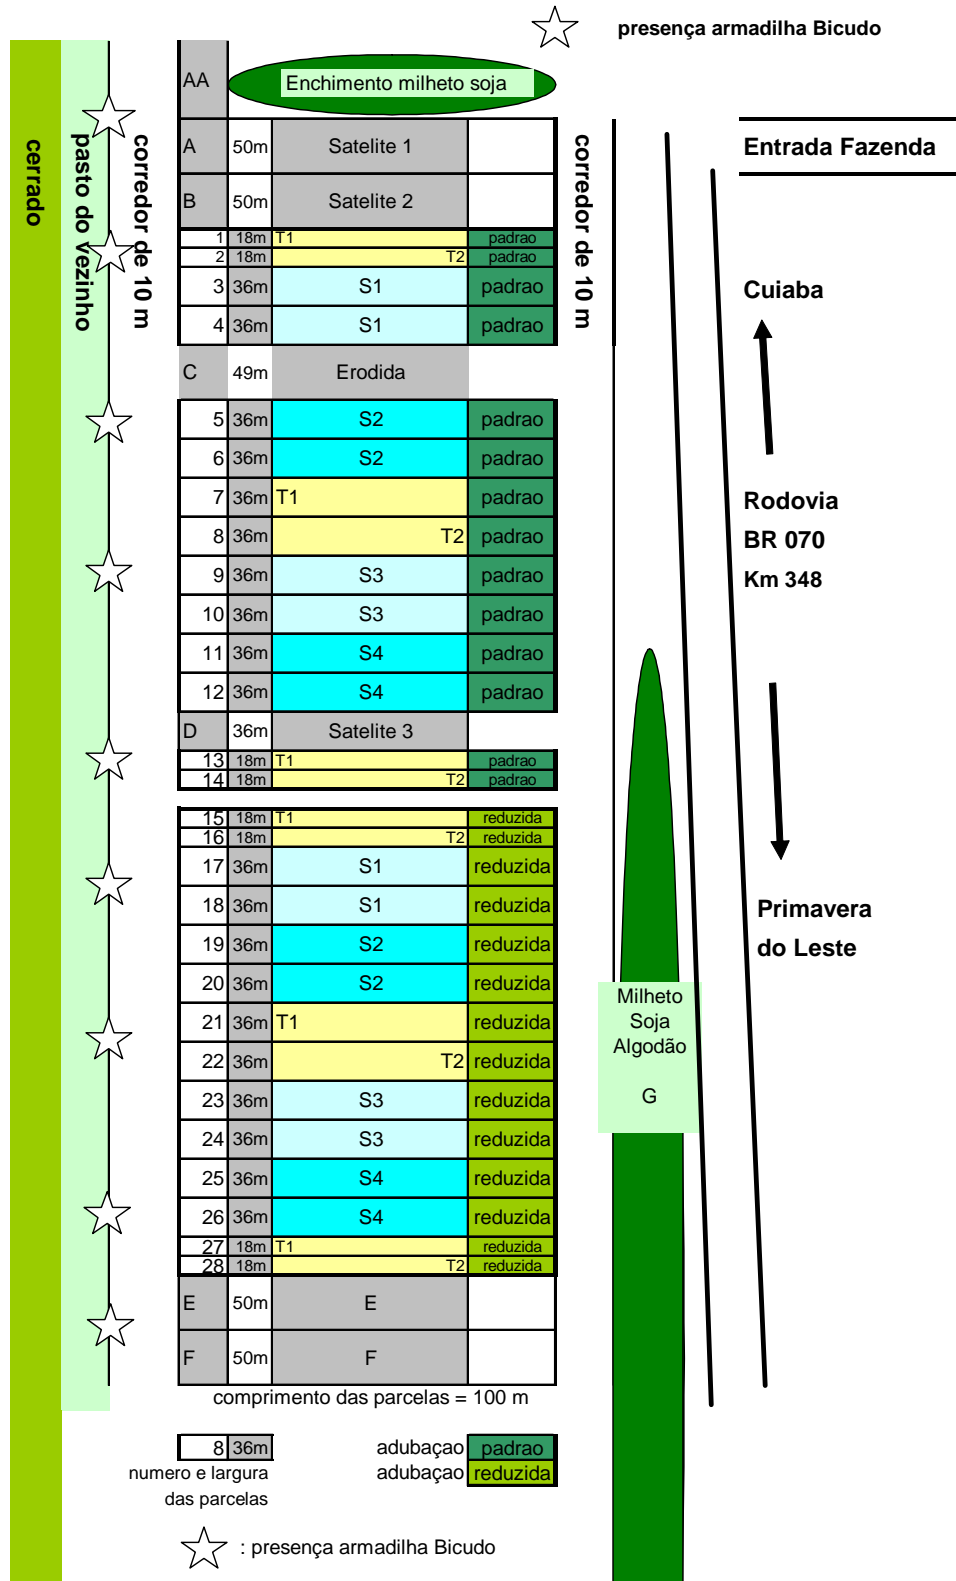 presença armadilha Bicudo
AA
Enchimento milheto soja
cerrado
pasto do vezinho
corredor de 10 m
corredor de 10 m
A 50m Satelite 1
B 50m Satelite 2
1 18m T1 padrao
2 18m T2 padrao
3 36m S1 padrao
4 36m S1 padrao
C 49m Erodida
5 36m S2 padrao
6 36m S2 padrao
7 36m T1 padrao
8 36m T2 padrao
9 36m S3 padrao
10 36m S3 padrao
11 36m S4 padrao
12 36m S4 padrao
D 36m Satelite 3
13 18m T1 padrao
14 18m T2 padrao
15 18m T1 reduzida
16 18m T2 reduzida
17 36m S1 reduzida
18 36m S1 reduzida
19 36m S2 reduzida
20 36m S2 reduzida
21 36m T1 reduzida
22 36m T2 reduzida
23 36m S3 reduzida
24 36m S3 reduzida
25 36m S4 reduzida
26 36m S4 reduzida
27 18m T1 reduzida
28 18m T2 reduzida
E 50m E
F 50m F
comprimento das parcelas = 100 m
Entrada Fazenda
Cuiaba
Rodovia
BR 070
Km 348
Primavera
do Leste
Milheto
Soja
Algodão
G
8 36m
numero e largura
das parcelas
adubaçao padrao
adubaçao reduzida
: presença armadilha Bicudo